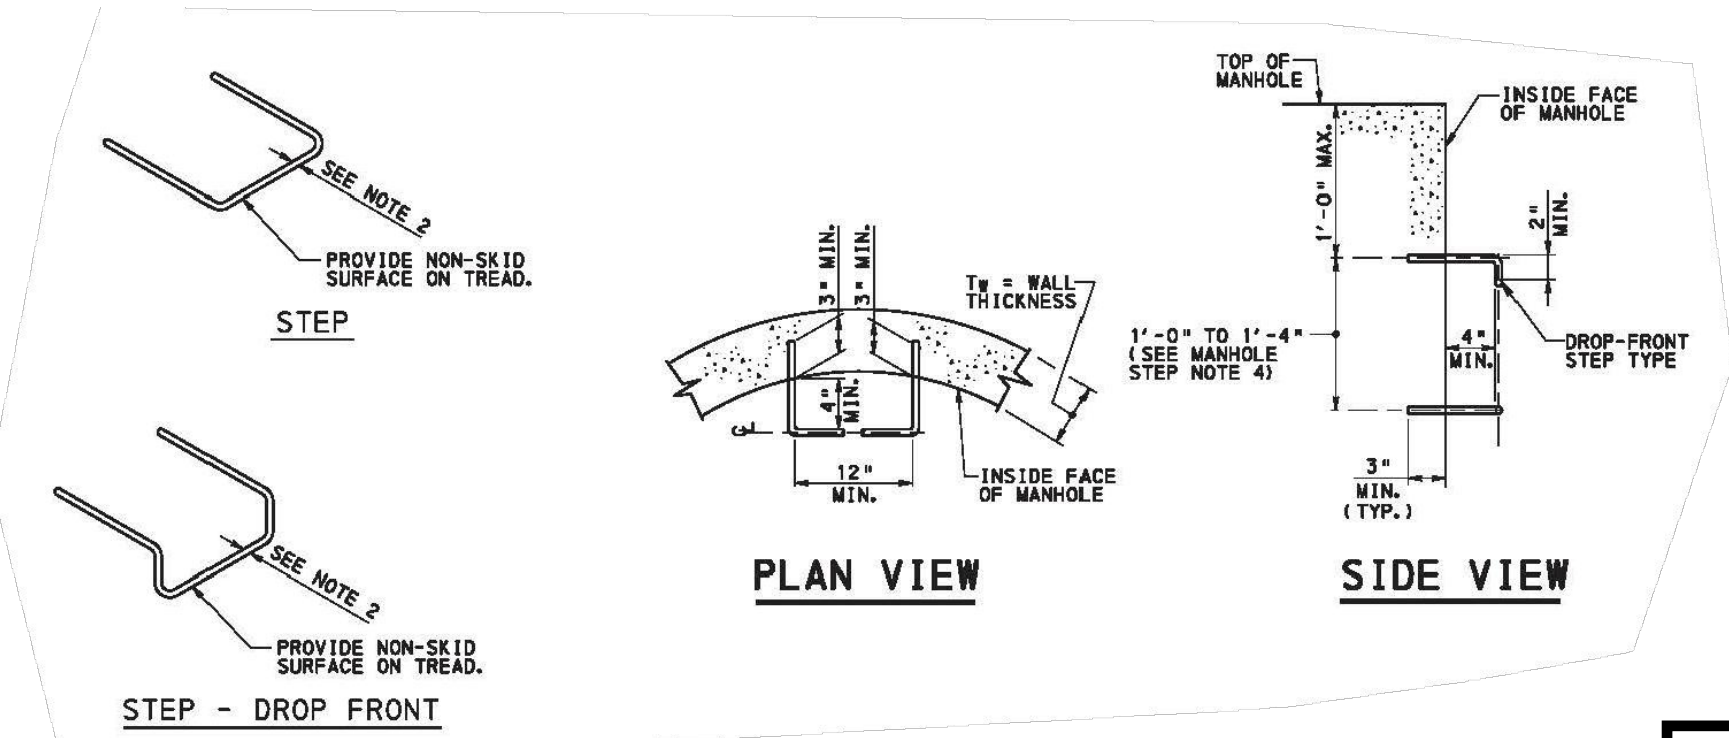 SEE NOTE 2
PROVIDE NON-SKID
SURFACE ON TREAD.
STEP
SEE NOTE 2
PROVIDE NON-SKID
SURFACE ON TREAD.
STEP - DROP FRONT
3" MIN.
3" MIN.
Tw = WALL
THICKNESS
4"
MIN.
CL
12"
MIN.
INSIDE FACE
OF MANHOLE
PLAN VIEW
TOP OF
MANHOLE
INSIDE FACE
OF MANHOLE
1'-0" MAX.
2"
MIN.
1'-0" TO 1'-4"
(SEE MANHOLE
STEP NOTE 4)
4"
MIN.
DROP-FRONT
STEP TYPE
3"
MIN.
(TYP.)
SIDE VIEW